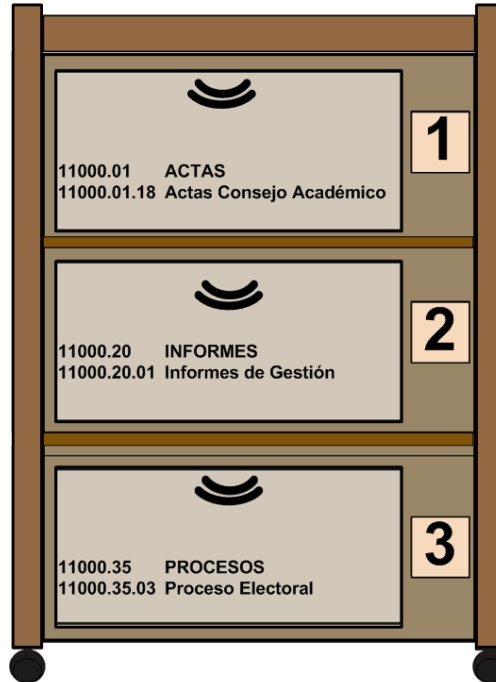 1
11000.01 ACTAS
11000.01.18 Actas Consejo Académico
2
11000.20 INFORMES
11000.20.01 Informes de Gestión
3
11000.35 PROCESOS
11000.35.03 Proceso Electoral